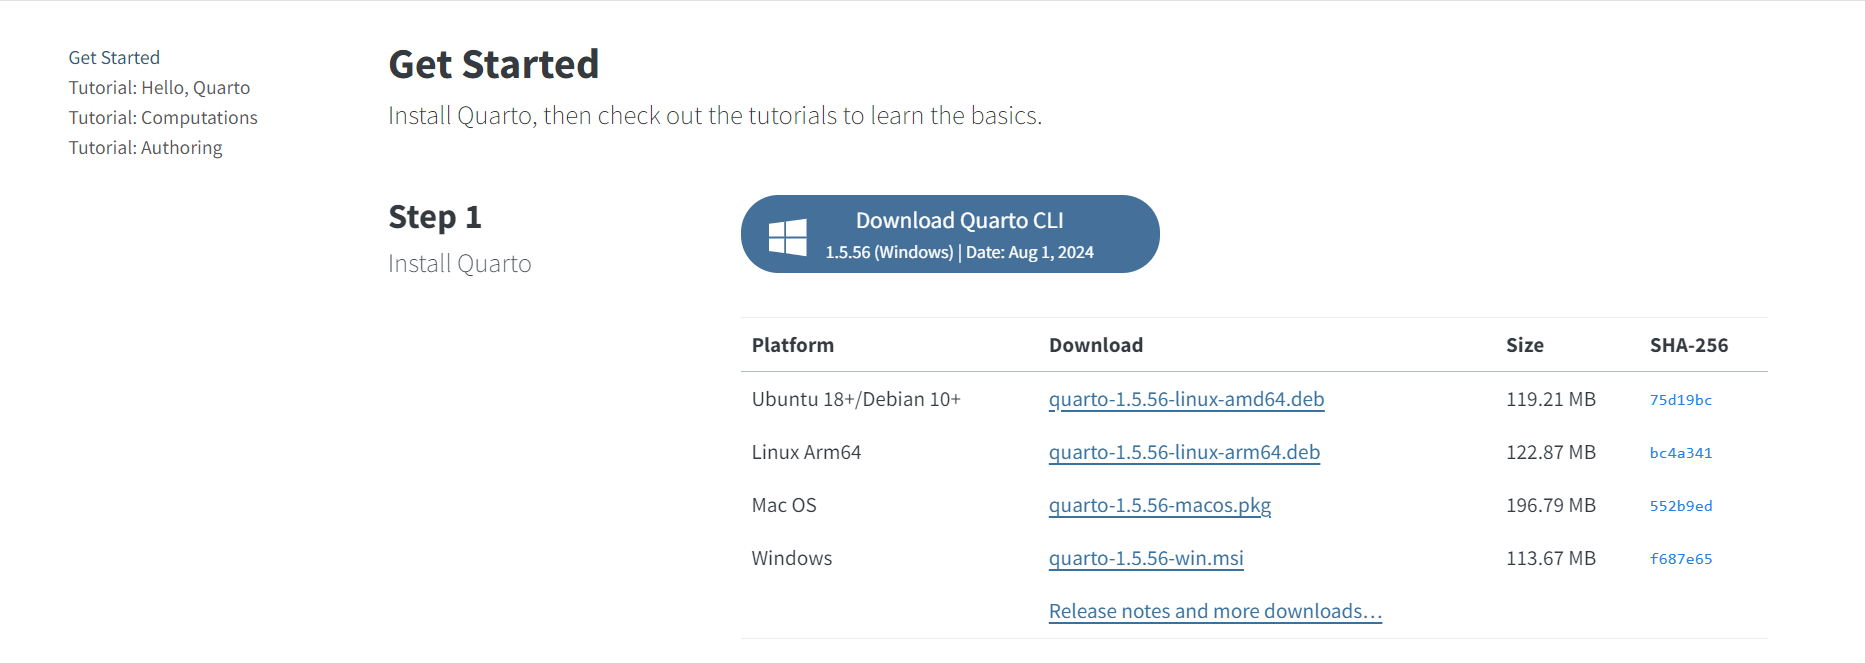 Get Started
Tutorial: Hello, Quarto
Tutorial: Computations
Tutorial: Authoring
Get Started
Install Quarto, then check out the tutorials to learn the basics.
Step 1
Install Quarto
Download Quarto CLI
1.5.56 (Windows) | Date: Aug 1, 2024
Platform Download Size SHA-256
Ubuntu 18+/Debian 10+ quarto-1.5.56-linux-amd64.deb 119.21 MB 75d19bc
Linux Arm64 quarto-1.5.56-linux-arm64.deb 122.87 MB bc4a341
Mac OS quarto-1.5.56-macos.pkg 196.79 MB 552b9ed
Windows quarto-1.5.56-win.msi 113.67 MB f687e65
Release notes and more downloads…